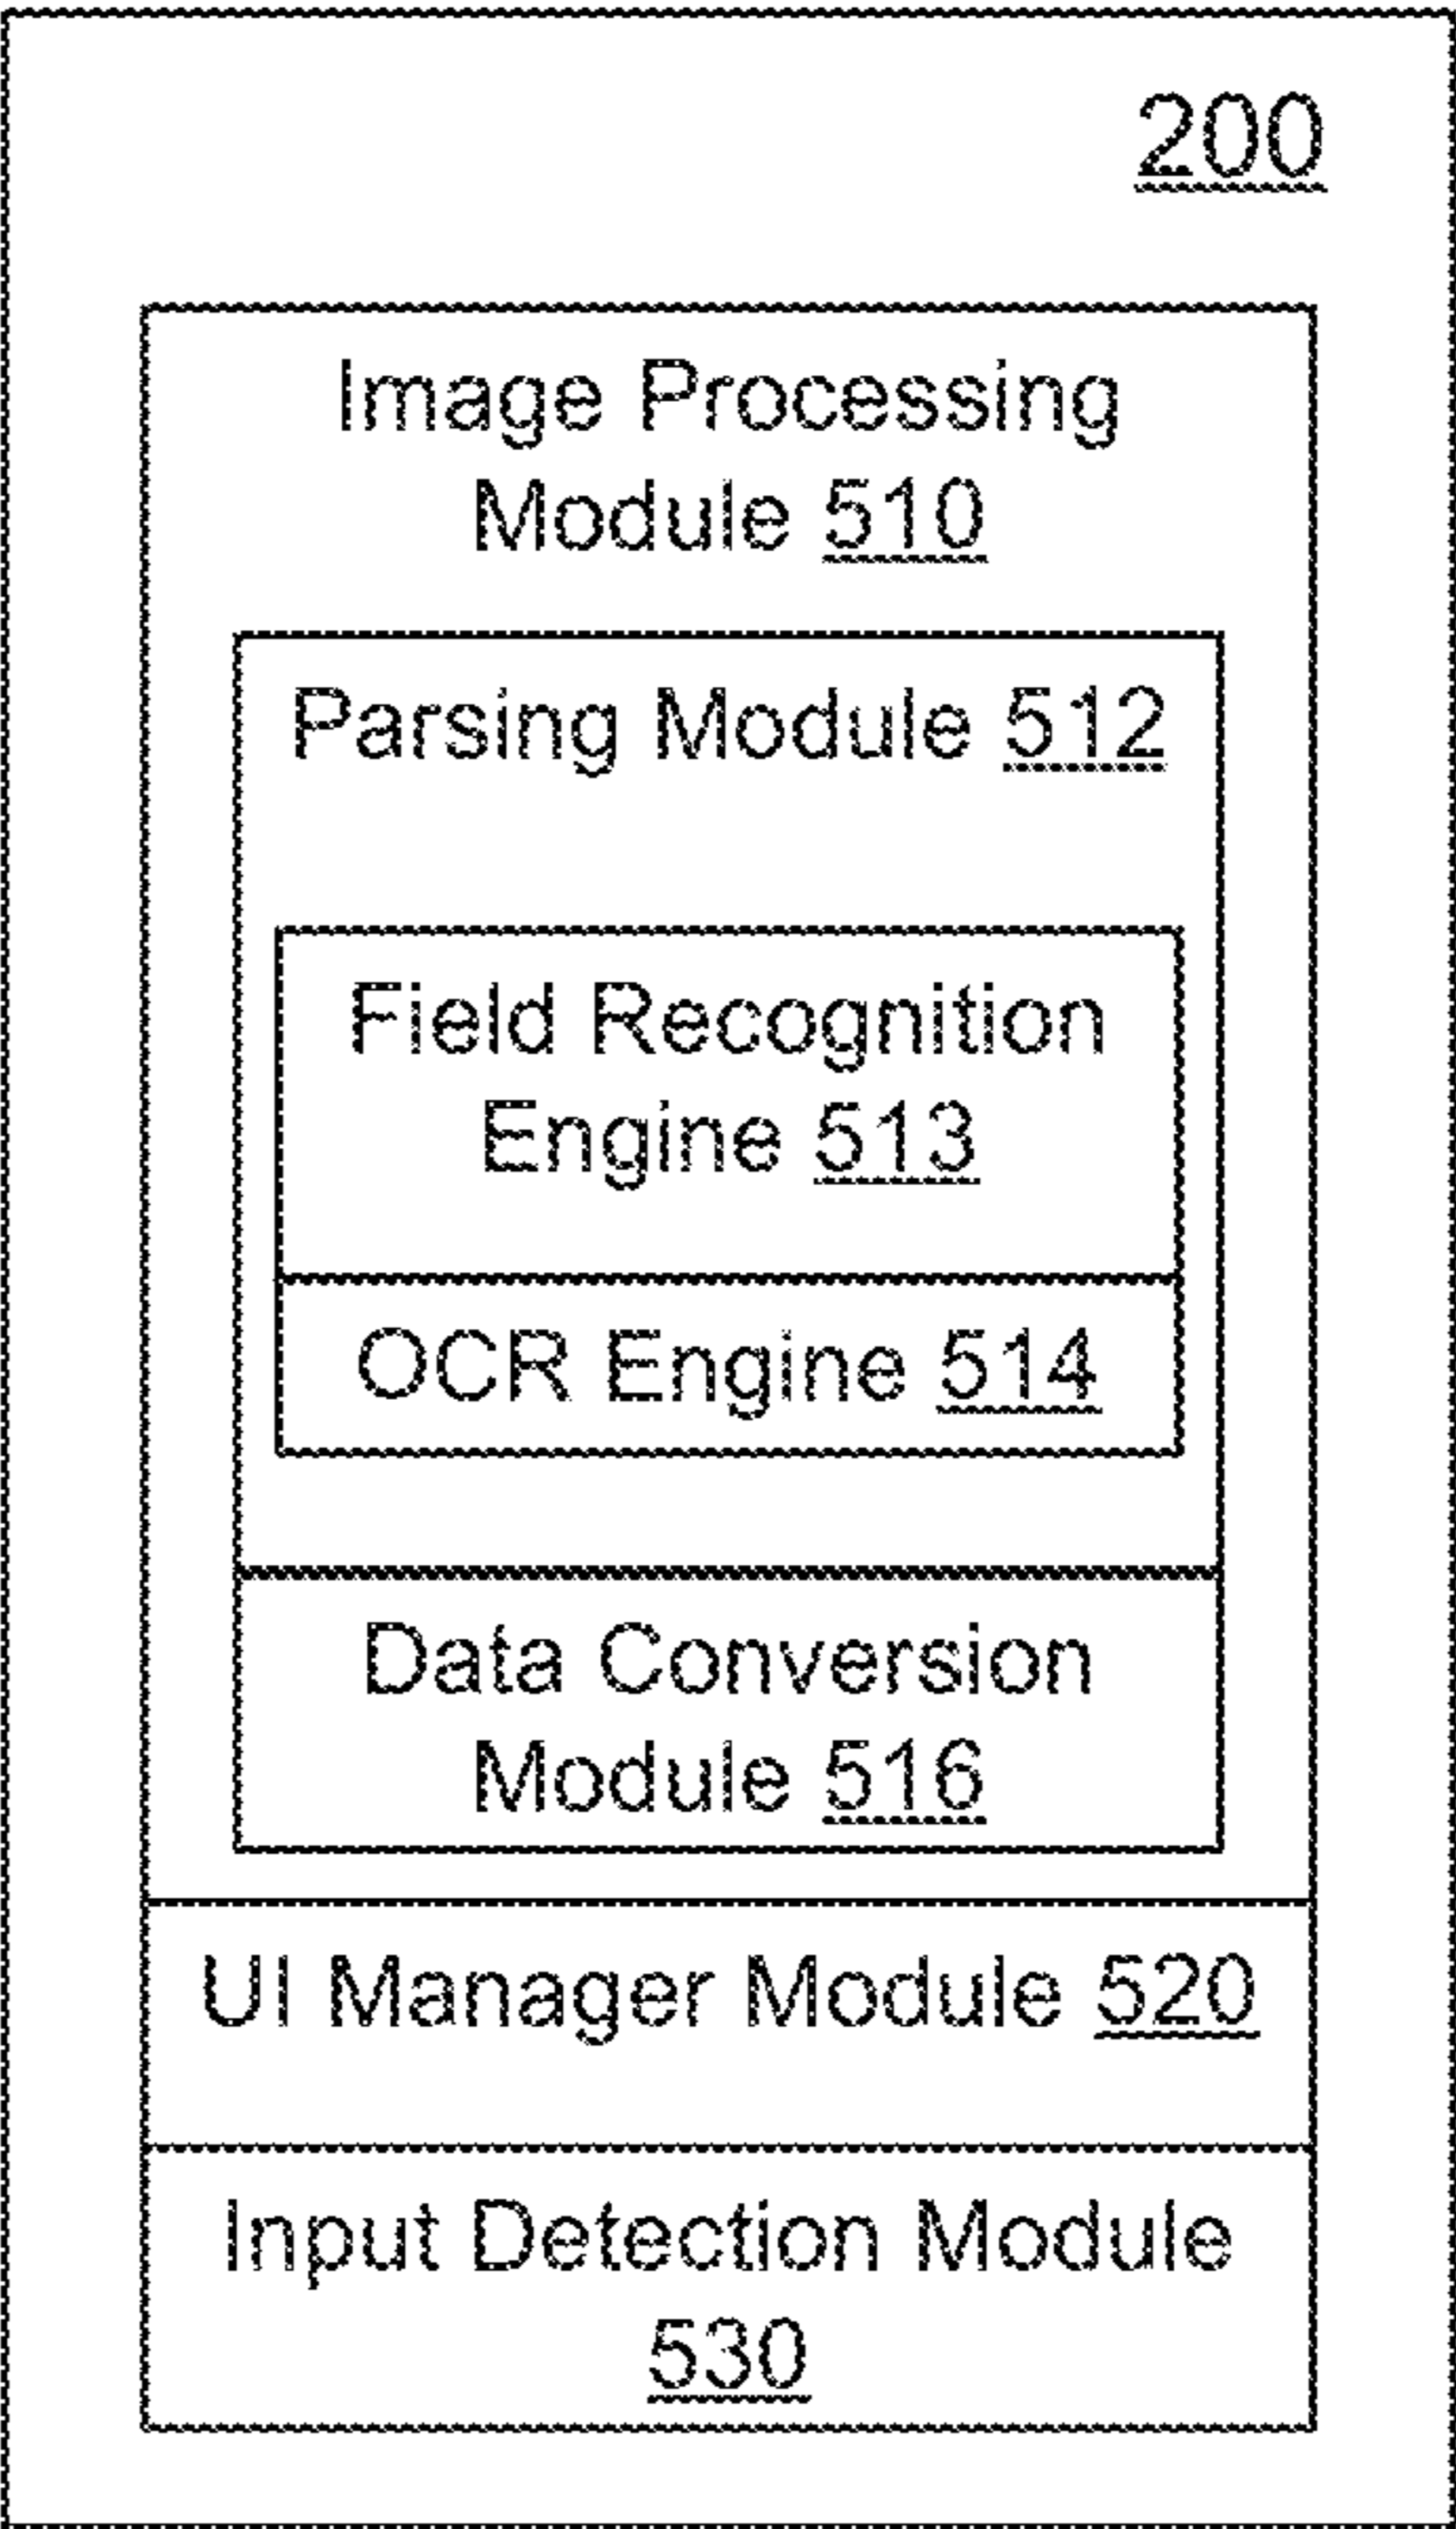 200
Image Processing
Module 510
Parsing Module 512
Field Recognition
Engine 513
OCR Engine 514
Data Conversion
Module 516
UI Manager Module 520
Input Detection Module
530